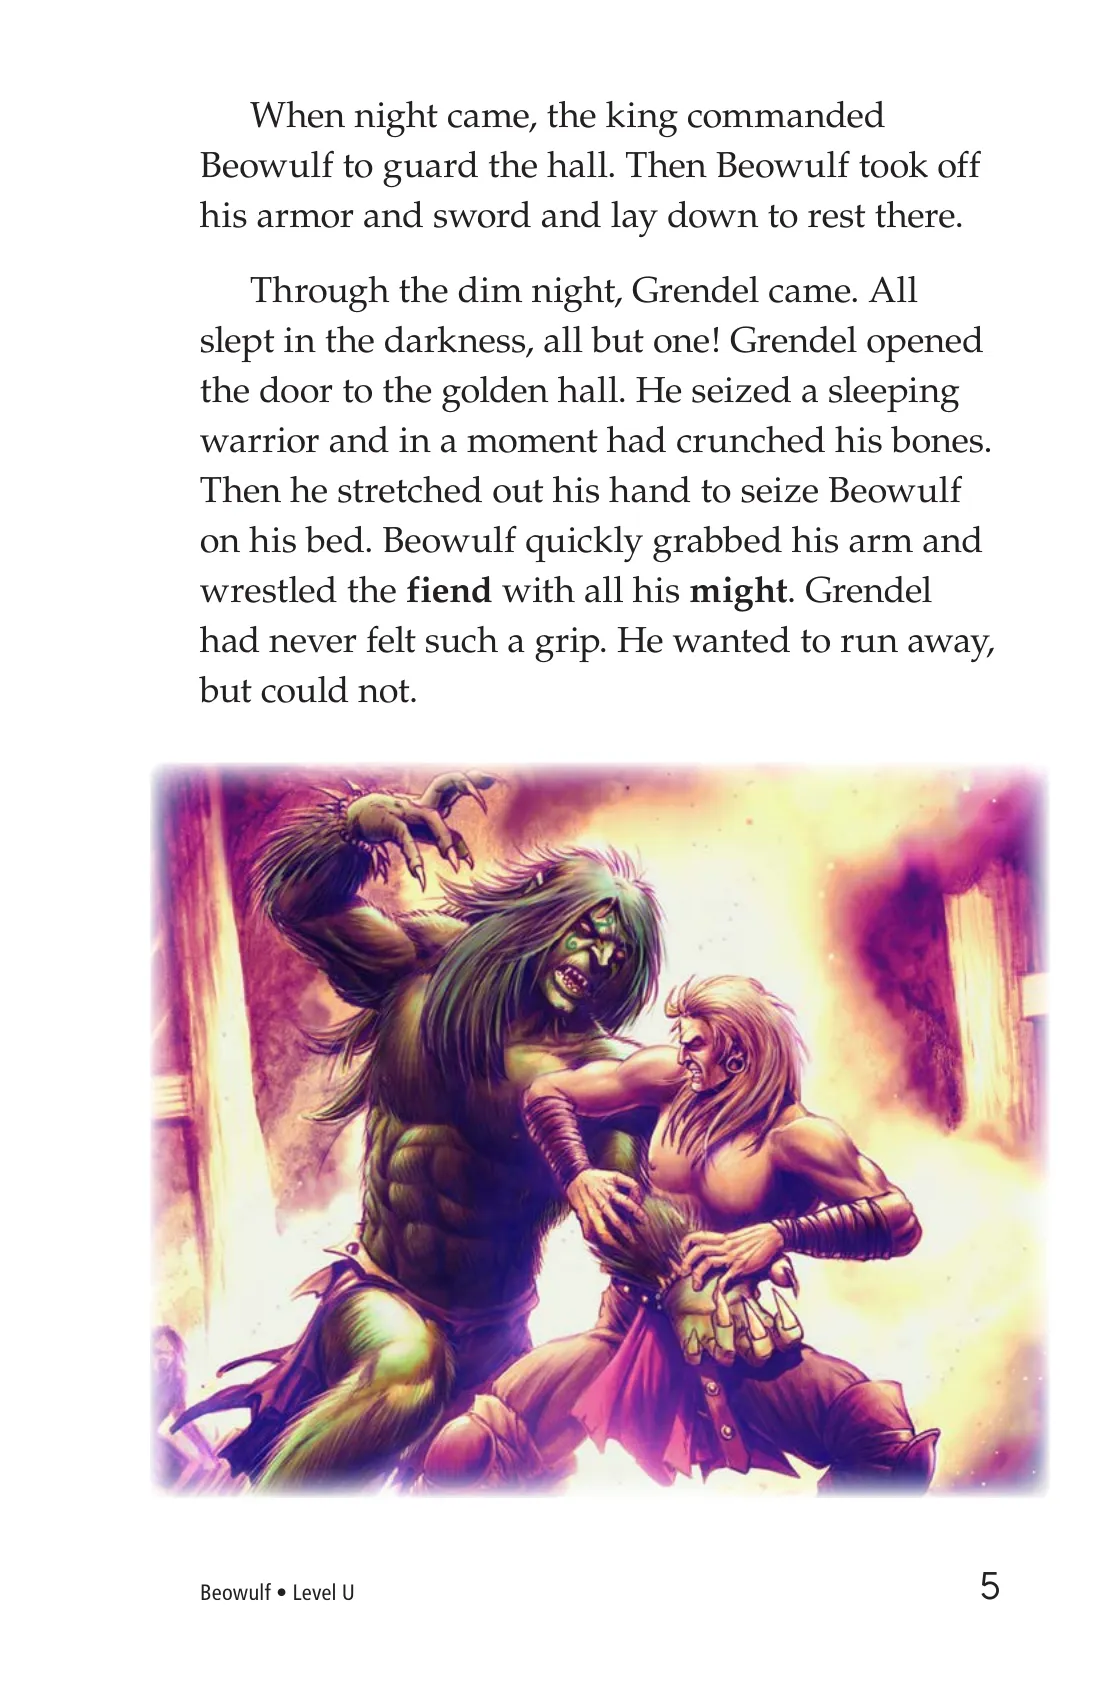 When night came, the king commanded
Beowulf to guard the hall. Then Beowulf took off
his armor and sword and lay down to rest there.
Through the dim night, Grendel came. All
slept in the darkness, all but one! Grendel opened
the door to the golden hall. He seized a sleeping
warrior and in a moment had crunched his bones.
Then he stretched out his hand to seize Beowulf
on his bed. Beowulf quickly grabbed his arm and
wrestled the fiend with all his might. Grendel
had never felt such a grip. He wanted to run away,
but could not.
Beowulf • Level U
5